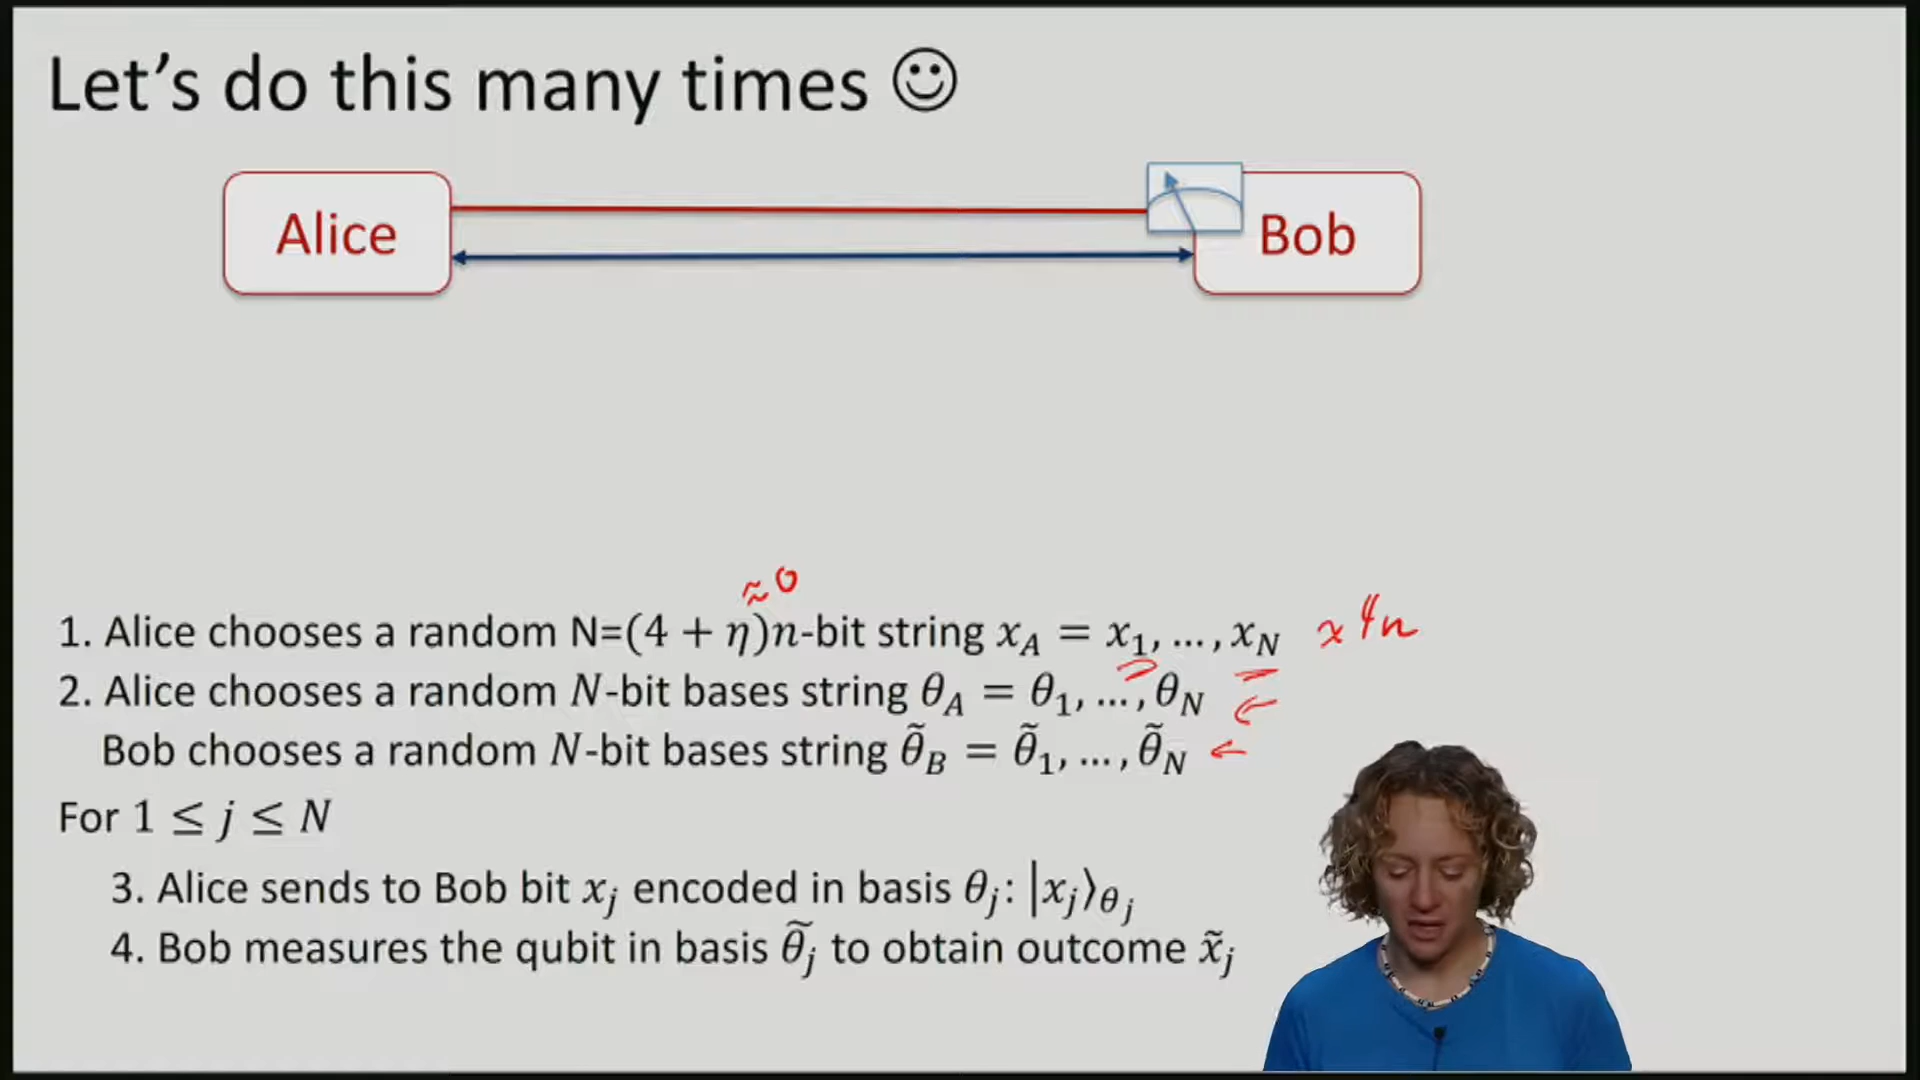 Let's do this many times ☺
Alice
Bob
≈0
1. Alice chooses a random N=(4 + η)n-bit string x_A = x_1, … , x_N ≈ 4n
2. Alice chooses a random N-bit bases string θ_A = θ_1, … , θ_N ←
Bob chooses a random N-bit bases string θ̃_B = θ̃_1, … , θ̃_N ←
For 1 ≤ j ≤ N
3. Alice sends to Bob bit x_j encoded in basis θ_j: |x_j⟩_θ_j
4. Bob measures the qubit in basis θ̃_j to obtain outcome x̃_j